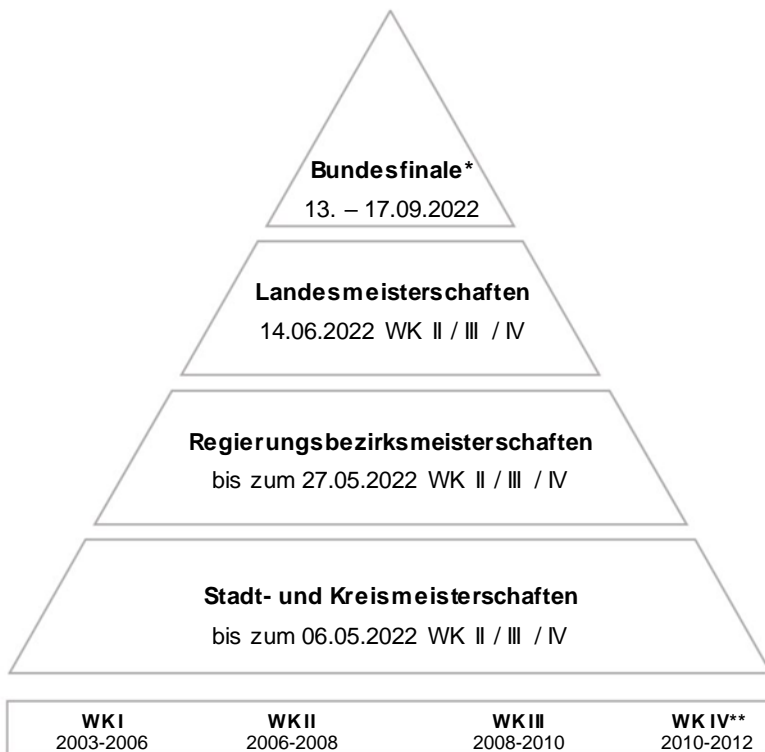 Bundesfinale*
13. – 17.09.2022
Landesmeisterschaften
14.06.2022 WK II / III / IV
Regierungsbezirksmeisterschaften
bis zum 27.05.2022 WK II / III / IV
Stadt- und Kreismeisterschaften
bis zum 06.05.2022 WK II / III / IV
WK I WK II WK III WK IV**
2003-2006 2006-2008 2008-2010 2010-2012